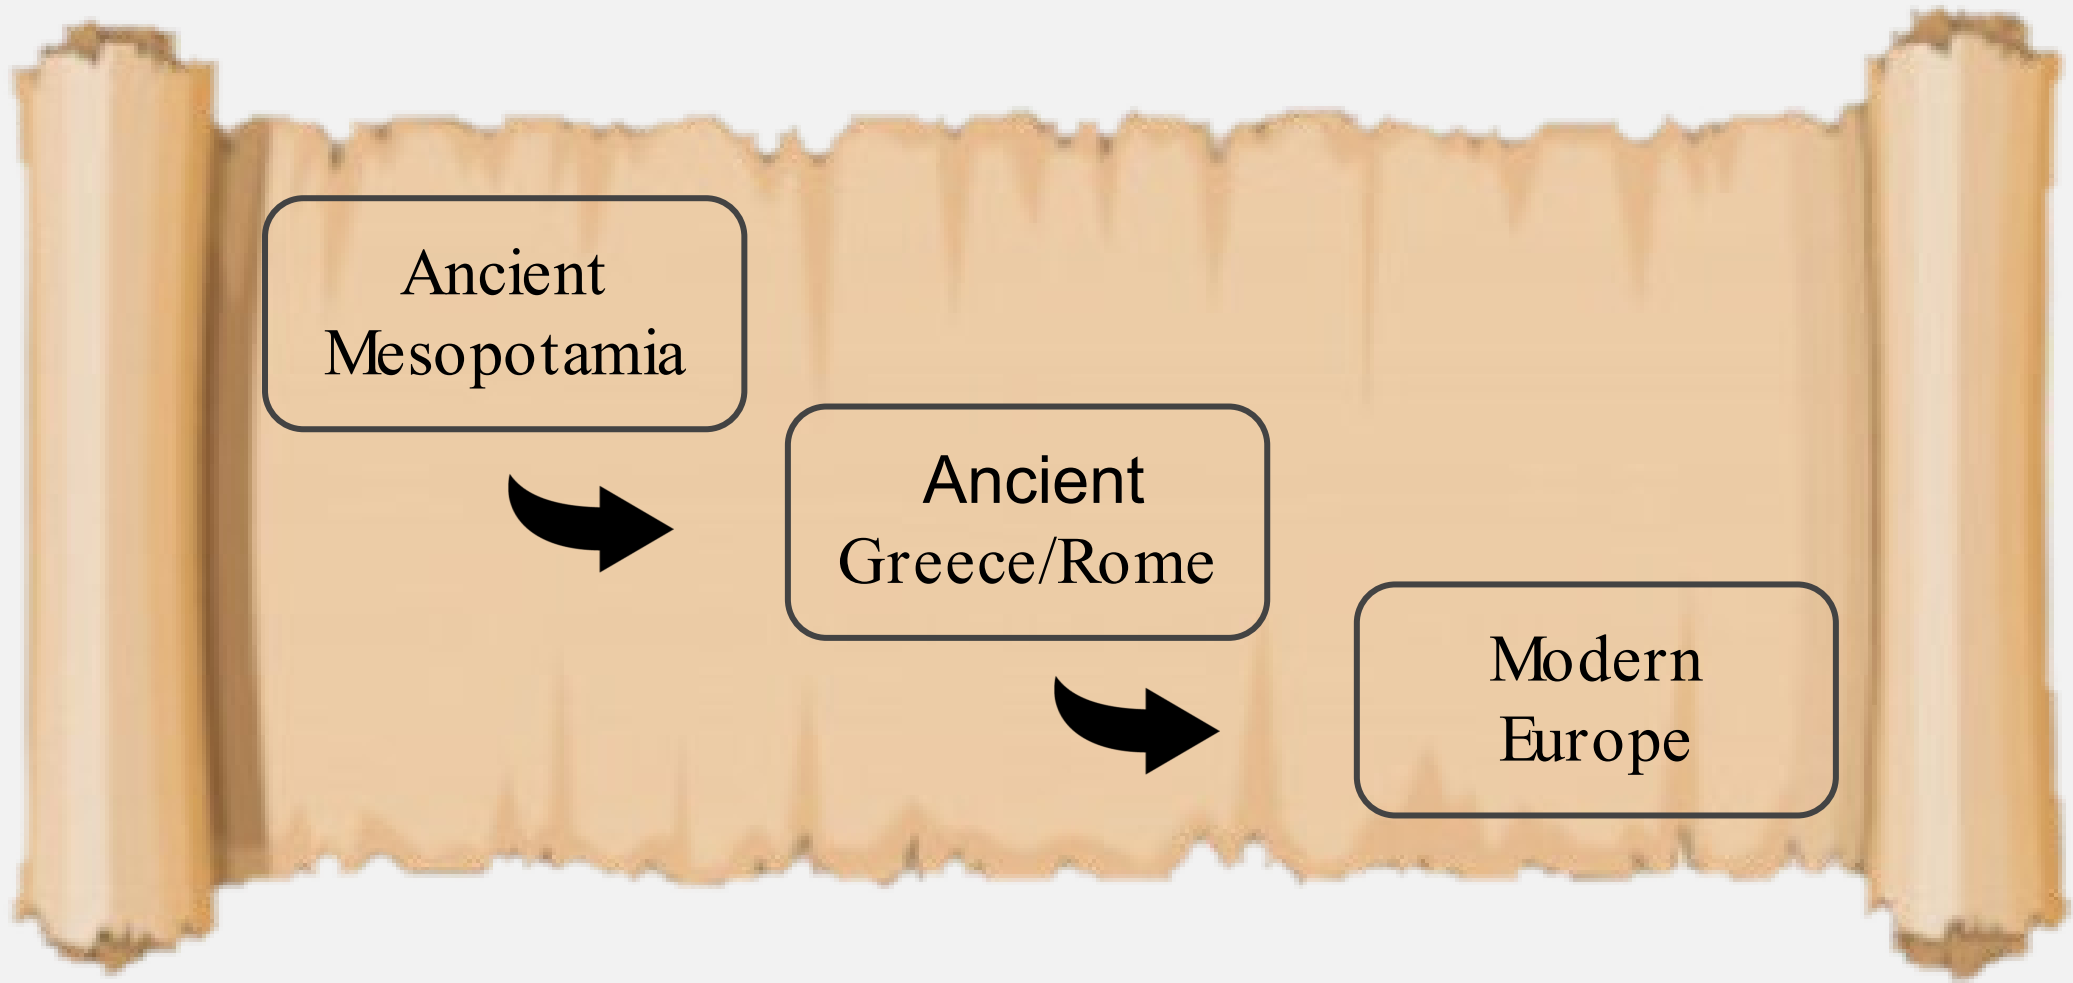 Ancient
Mesopotamia
Ancient
Greece/Rome
Modern
Europe